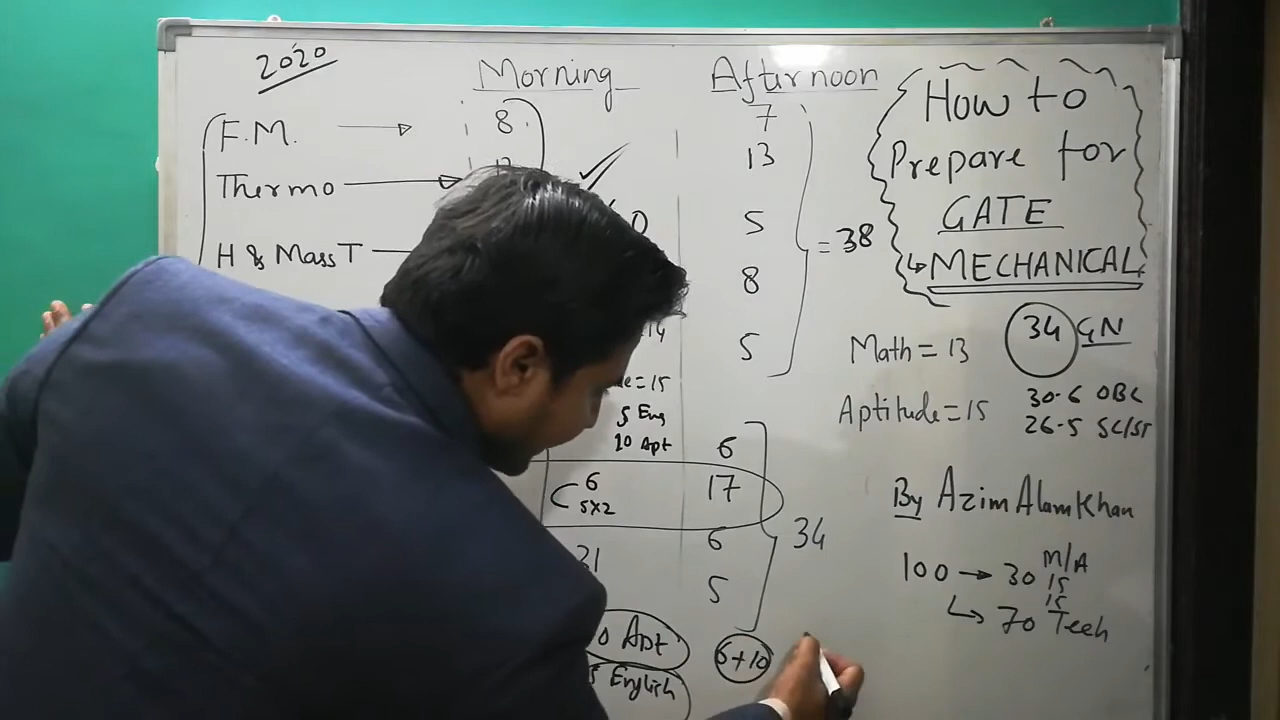 2020
Morning
Afternoon
F.M. → 8
7
Thermo →
13
H & Mass T
5
8
5
= 38
= 15
5 Eng
10 Apt
6
6
5x2
17
31
6
5
34
0 Apt
5 English
6+10
How to
Prepare for
GATE
↳ MECHANICAL
Math = 13
34 GN
Aptitude = 15
30.6 OBC
26.5 SC/ST
By Azim Alam Khan
100 → 30 M/A
15
15
↳ 70 Tech